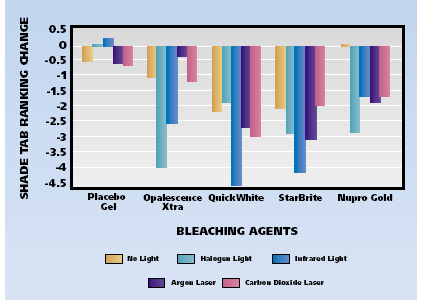 SHADE TAB RANKING CHANGE
0.5
0
-0.5
-1
-1.5
-2
-2.5
-3
-3.5
-4
-4.5
Placebo Gel
Opalescence Xtra
QuickWhite
StarBrite
Nupro Gold
BLEACHING AGENTS
No Light
Halogen Light
Infrared Light
Argon Laser
Carbon Dioxide Laser